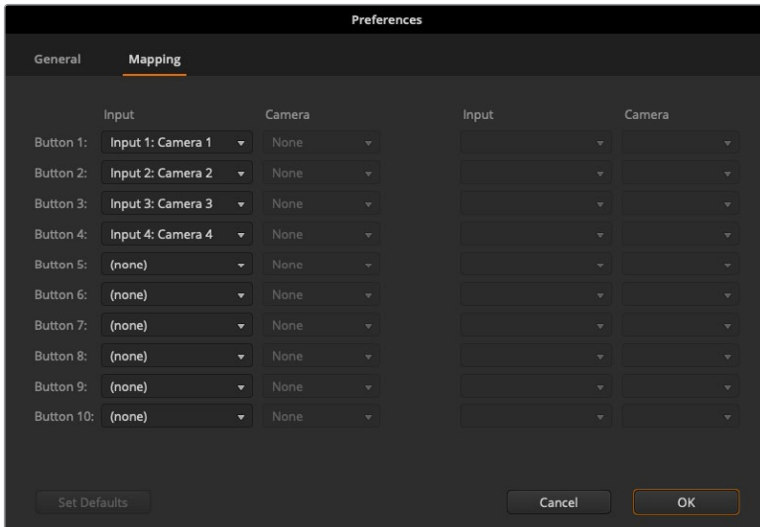 Preferences
General Mapping
Input Camera Input Camera
Button 1: Input 1: Camera 1 None
Button 2: Input 2: Camera 2 None
Button 3: Input 3: Camera 3 None
Button 4: Input 4: Camera 4 None
Button 5: (none) None
Button 6: (none) None
Button 7: (none) None
Button 8: (none) None
Button 9: (none) None
Button 10: (none) None
Set Defaults Cancel OK